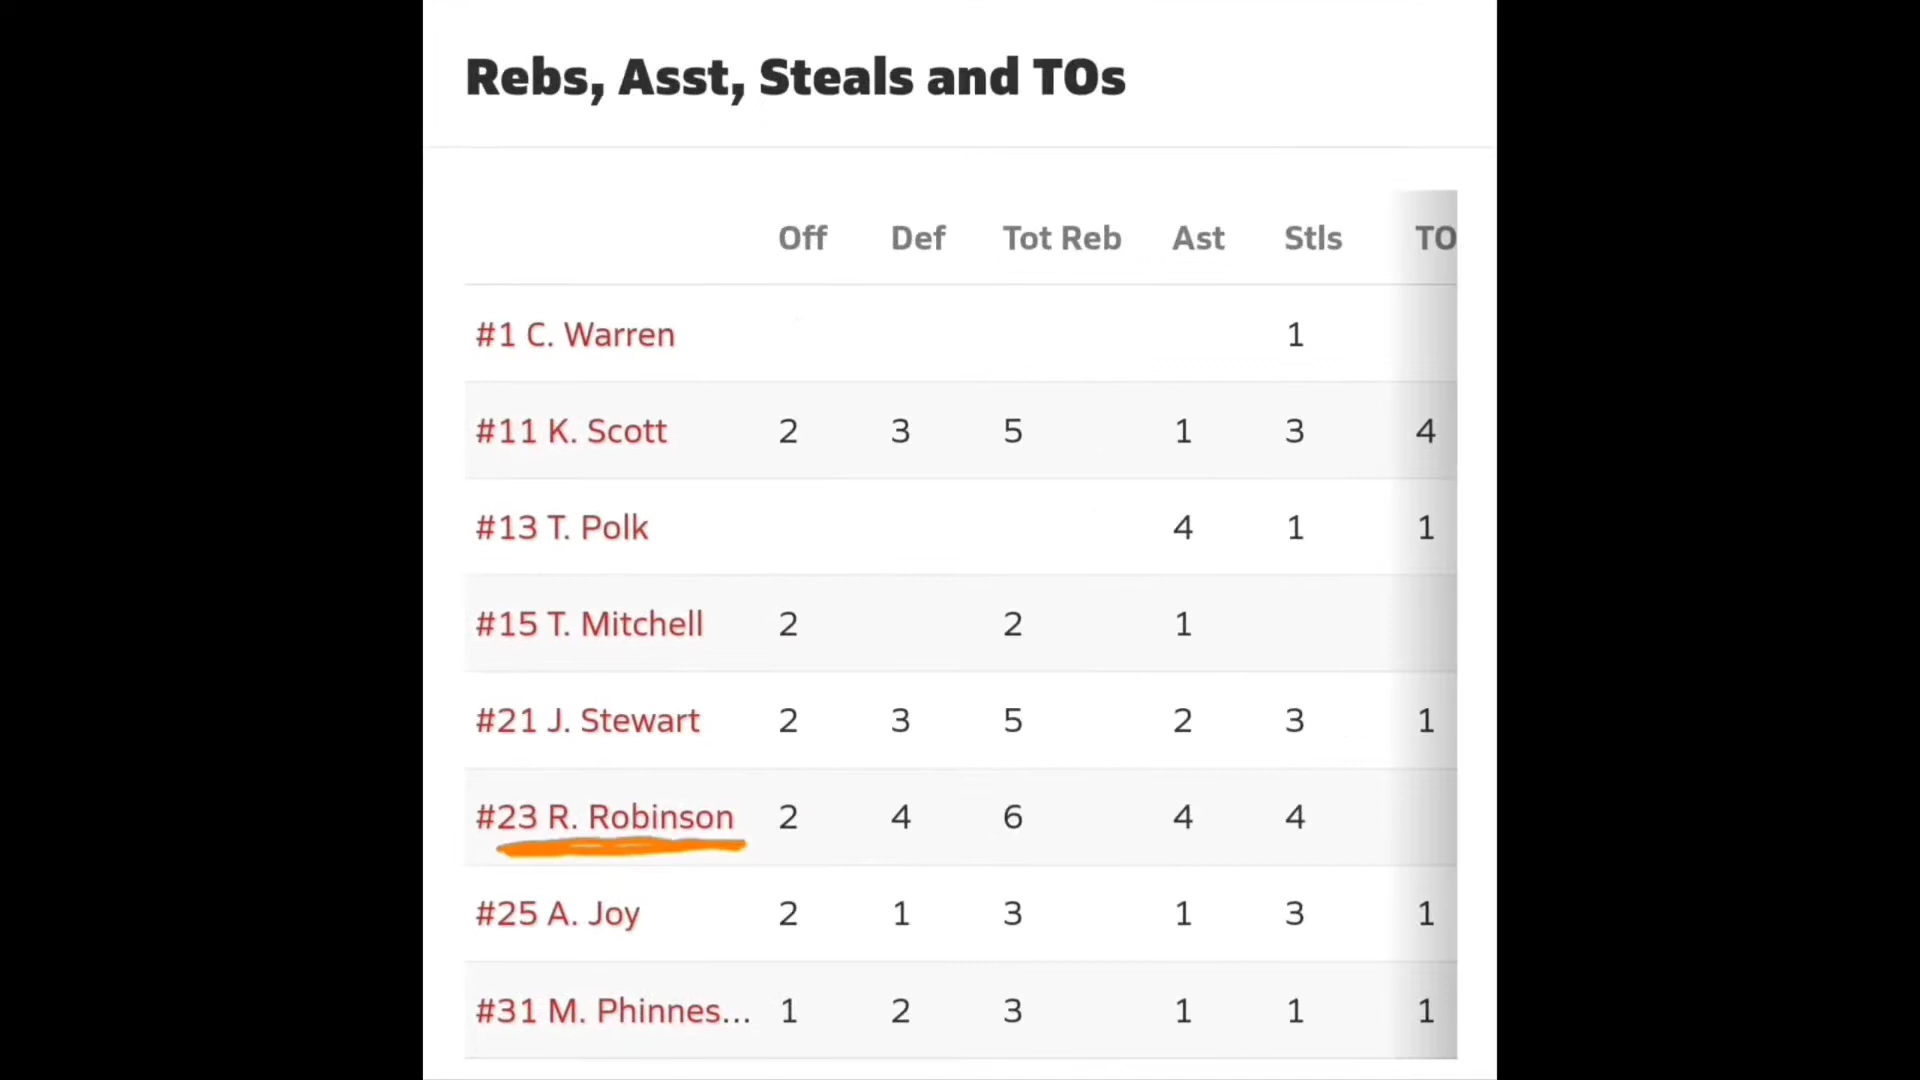 Rebs, Asst, Steals and TOs
Off Def Tot Reb Ast Stls TO
#1 C. Warren 1
#11 K. Scott 2 3 5 1 3 4
#13 T. Polk 4 1 1
#15 T. Mitchell 2 2 1
#21 J. Stewart 2 3 5 2 3 1
#23 R. Robinson 2 4 6 4 4
#25 A. Joy 2 1 3 1 3 1
#31 M. Phinnes... 1 2 3 1 1 1